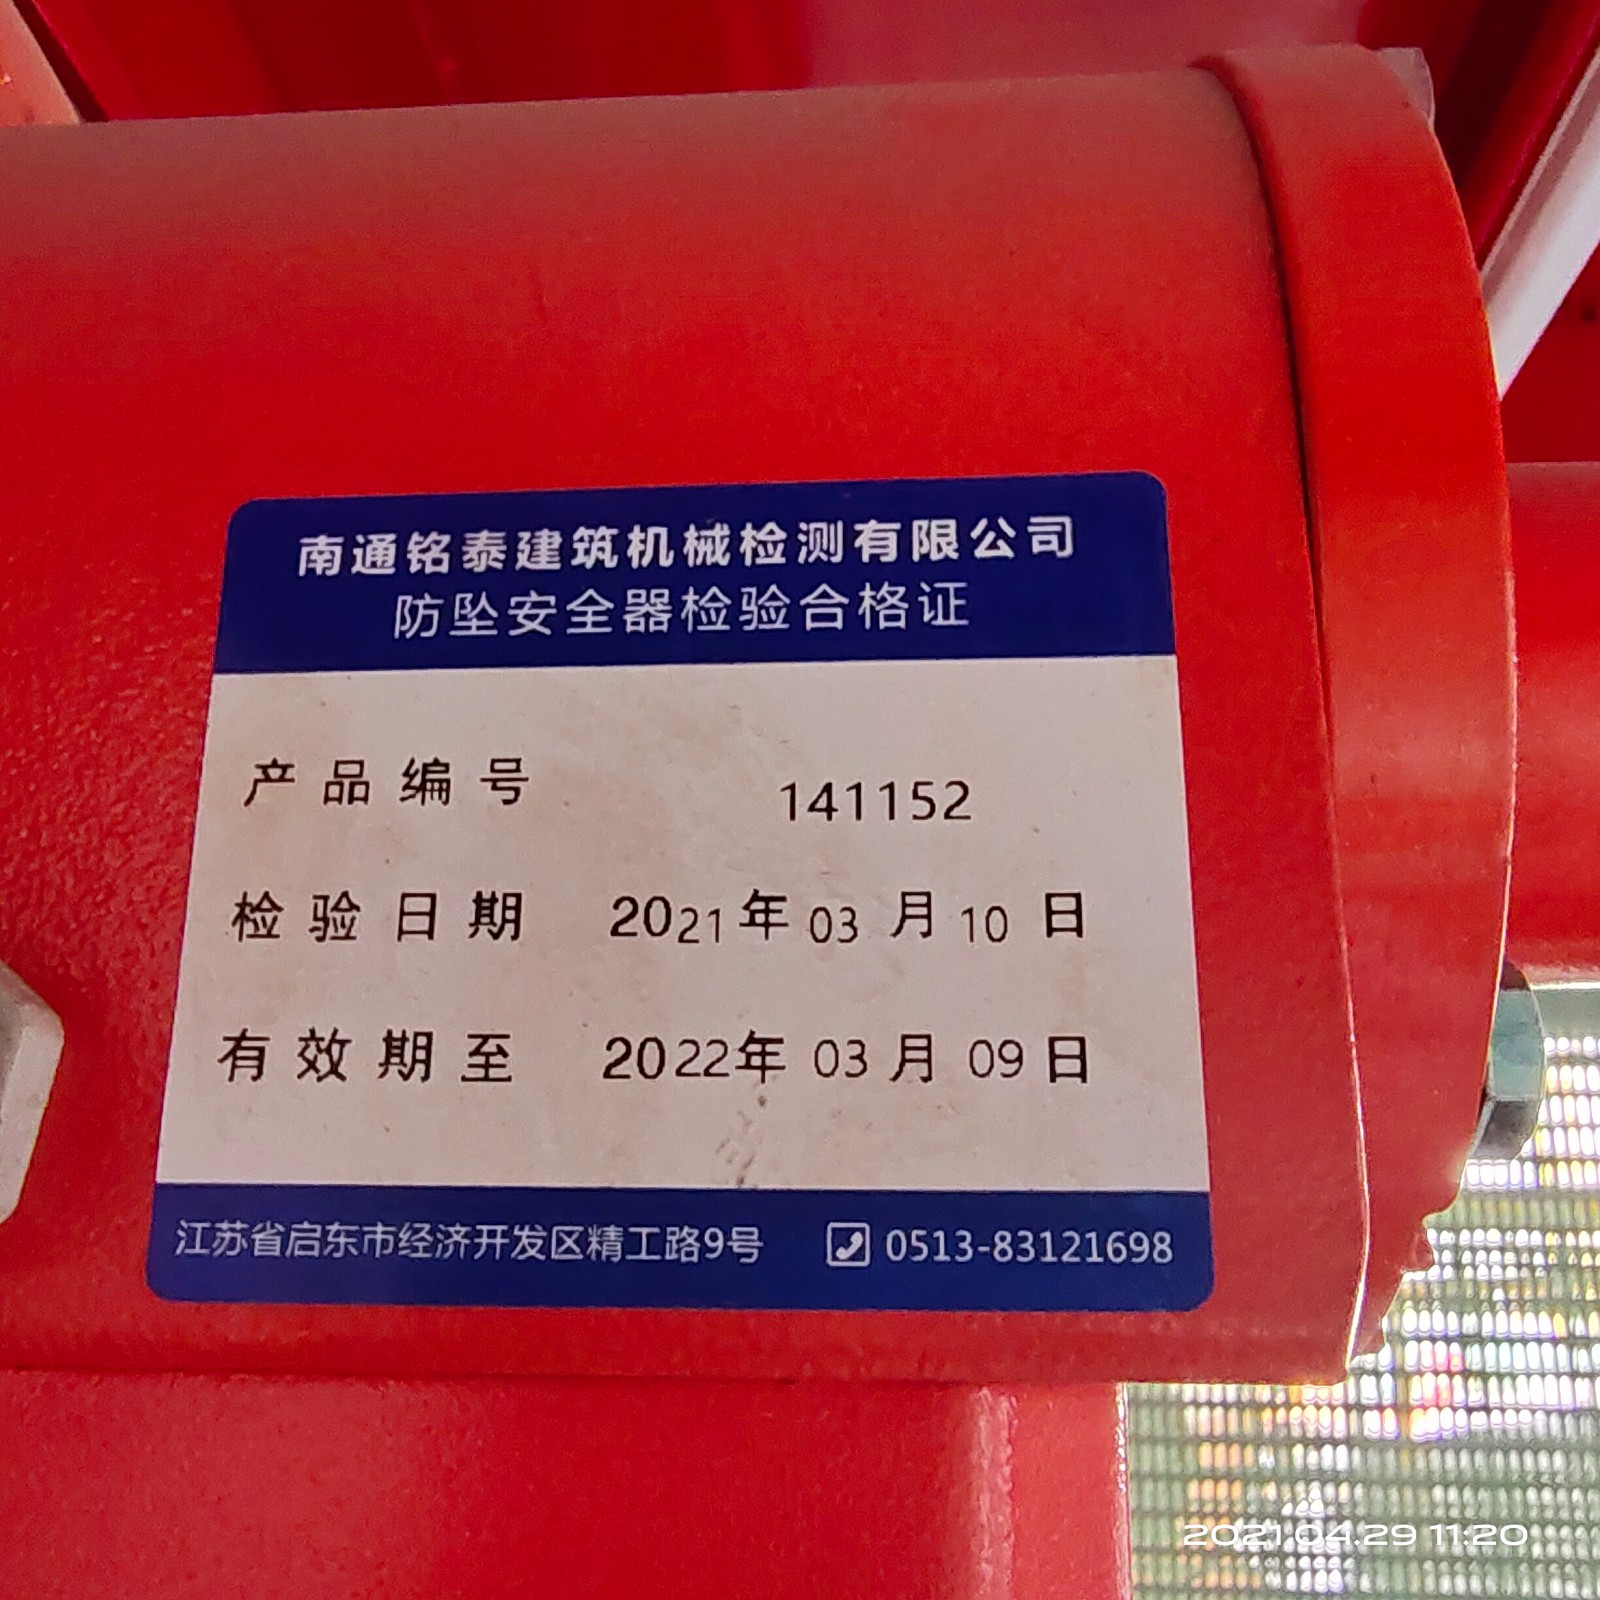 南通铭泰建筑机械检测有限公司
防坠安全器检验合格证
产品编号 141152
检验日期 2021年03月10日
有效期至 2022年03月09日
江苏省启东市经济开发区精工路9号 0513-83121698
2021.04.29 11:20